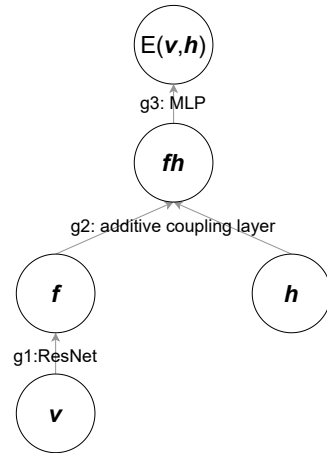 E(v,h)
g3: MLP
fh
g2: additive coupling layer
f
h
g1:ResNet
v